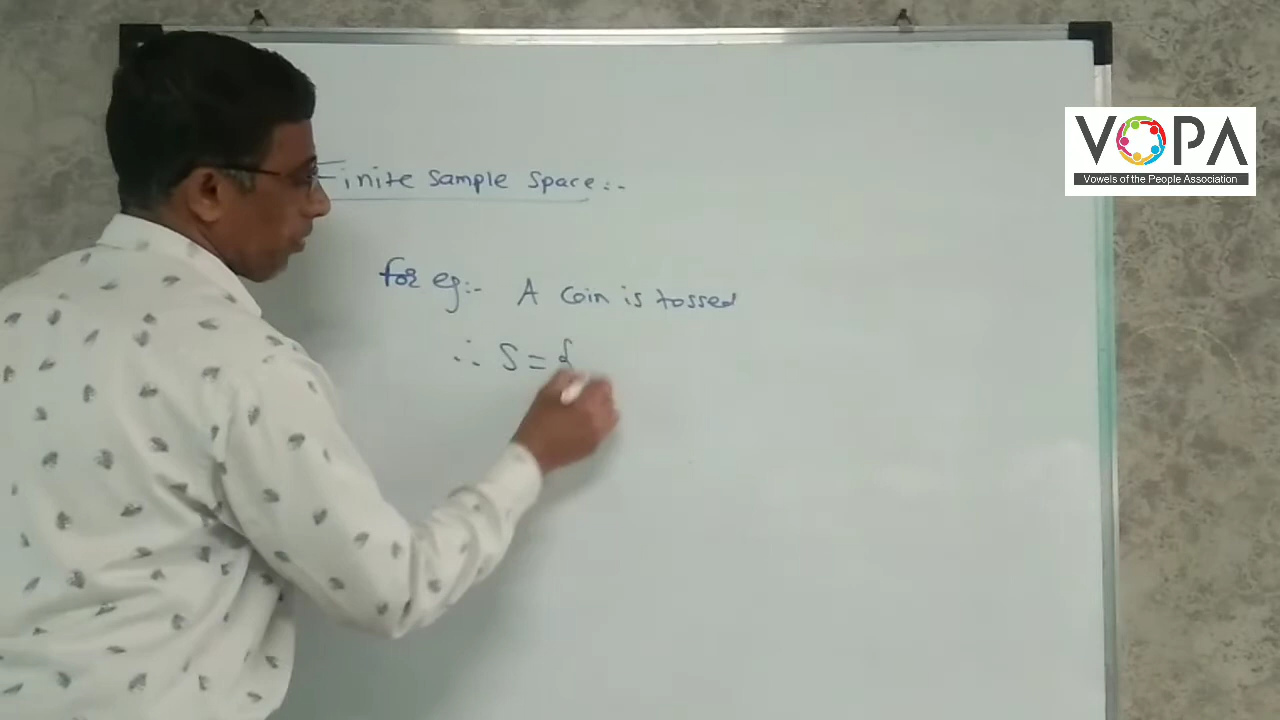 Finite sample space:-
for eg:- A coin is tossed
∴ S = {
VOPA
Vowels of the People Association